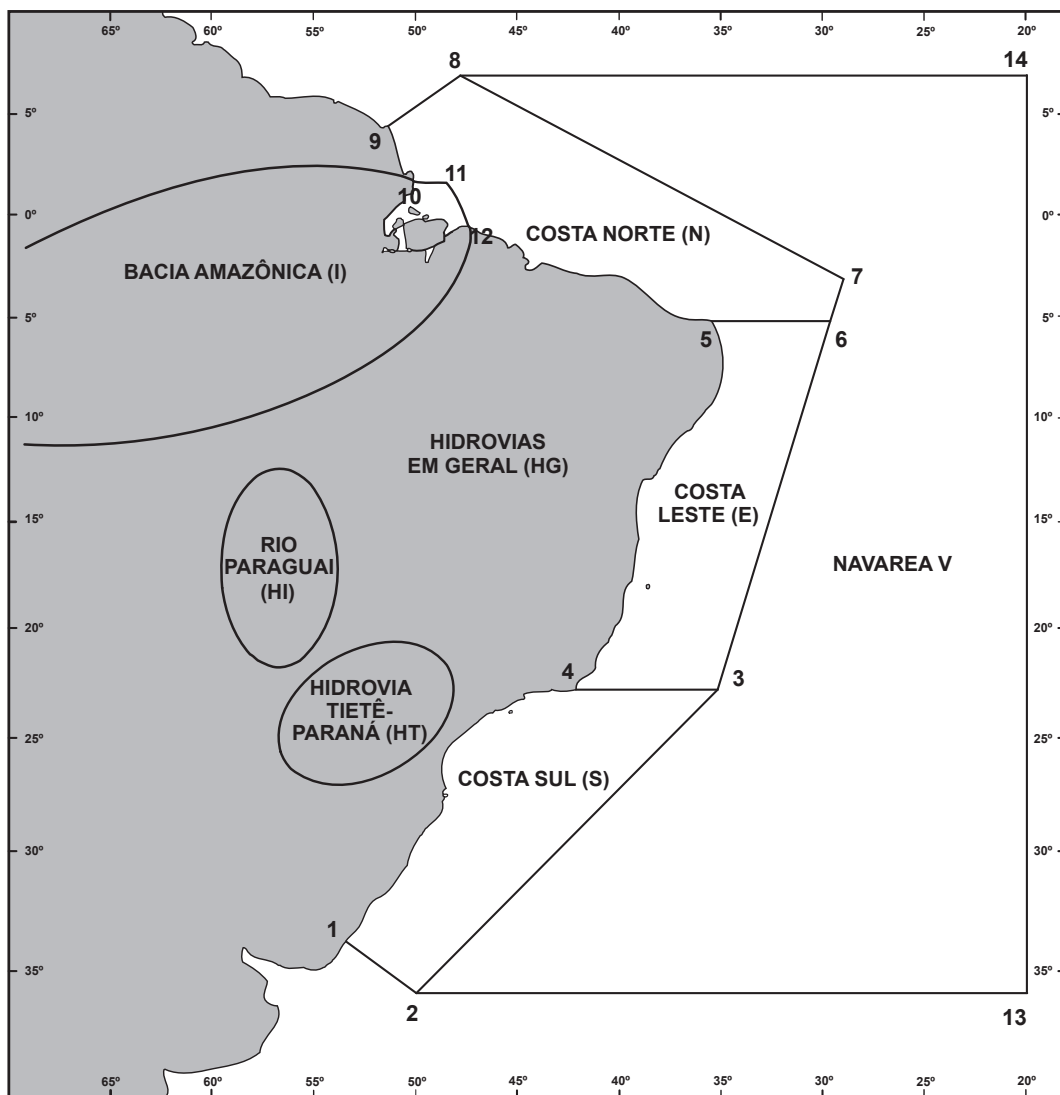 65º 60º 55º 50º 45º 40º 35º 30º 25º 20º
8 14
5º 5º
9
11
10
0º 0º
12 COSTA NORTE (N)
BACIA AMAZÔNICA (I)
7
5º 5º
5 6
10º 10º
HIDROVIAS
EM GERAL (HG)
COSTA
LESTE (E)
15º 15º
RIO
PARAGUAI
(HI)
NAVAREA V
20º 20º
4 3
HIDROVIA
TIETÊ-
PARANÁ (HT)
25º 25º
COSTA SUL (S)
30º 30º
1
35º 35º
2 13
65º 60º 55º 50º 45º 40º 35º 30º 25º 20º